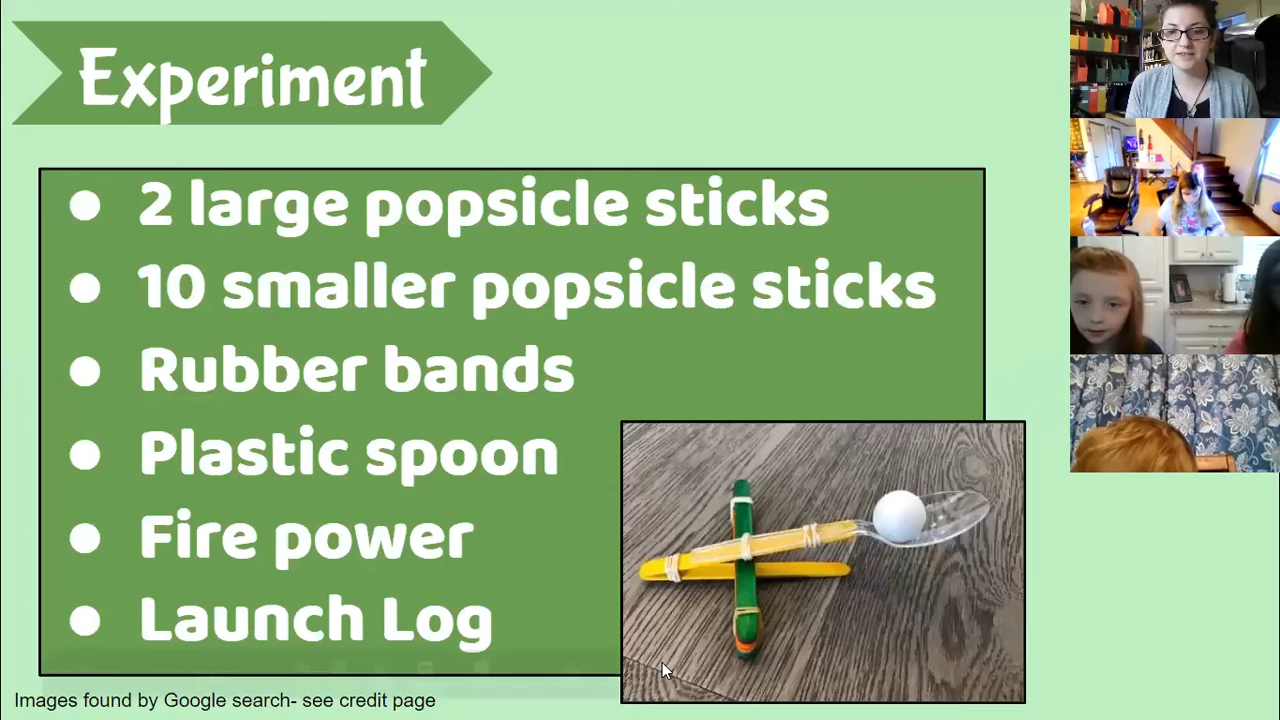 Experiment
2 large popsicle sticks
10 smaller popsicle sticks
Rubber bands
Plastic spoon
Fire power
Launch Log
Images found by Google search- see credit page